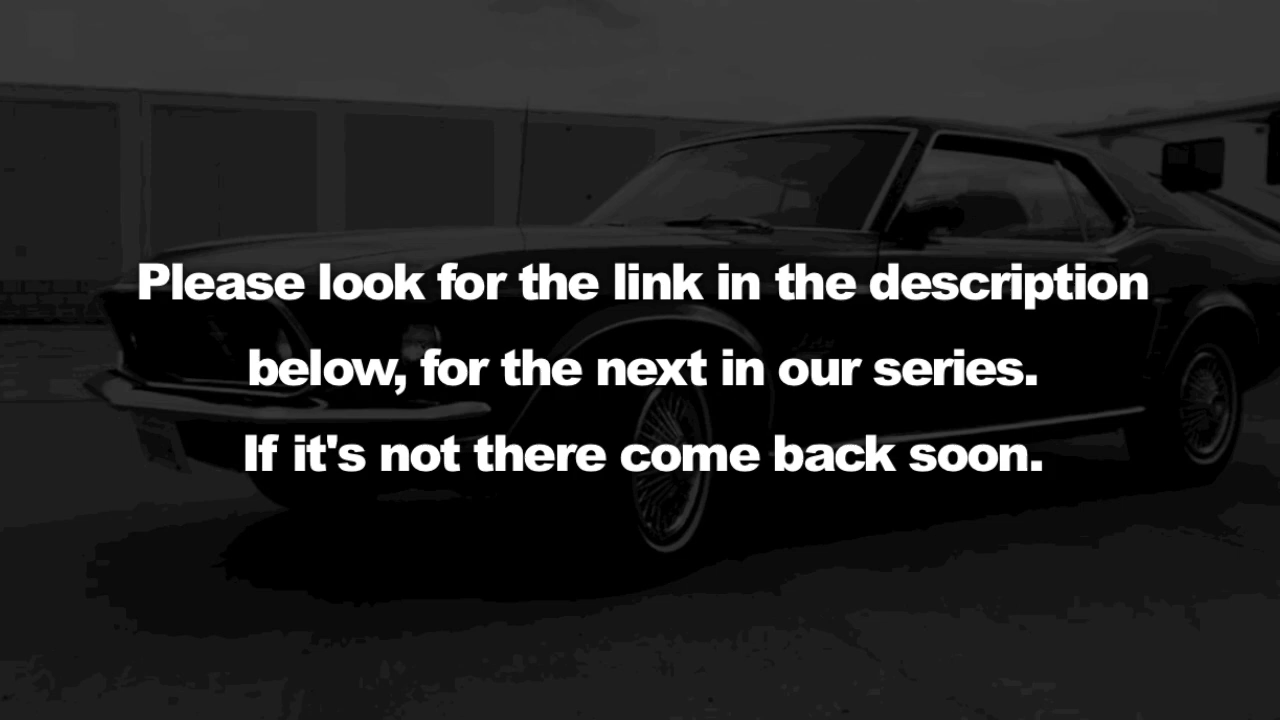 Please look for the link in the description
below, for the next in our series.
If it's not there come back soon.